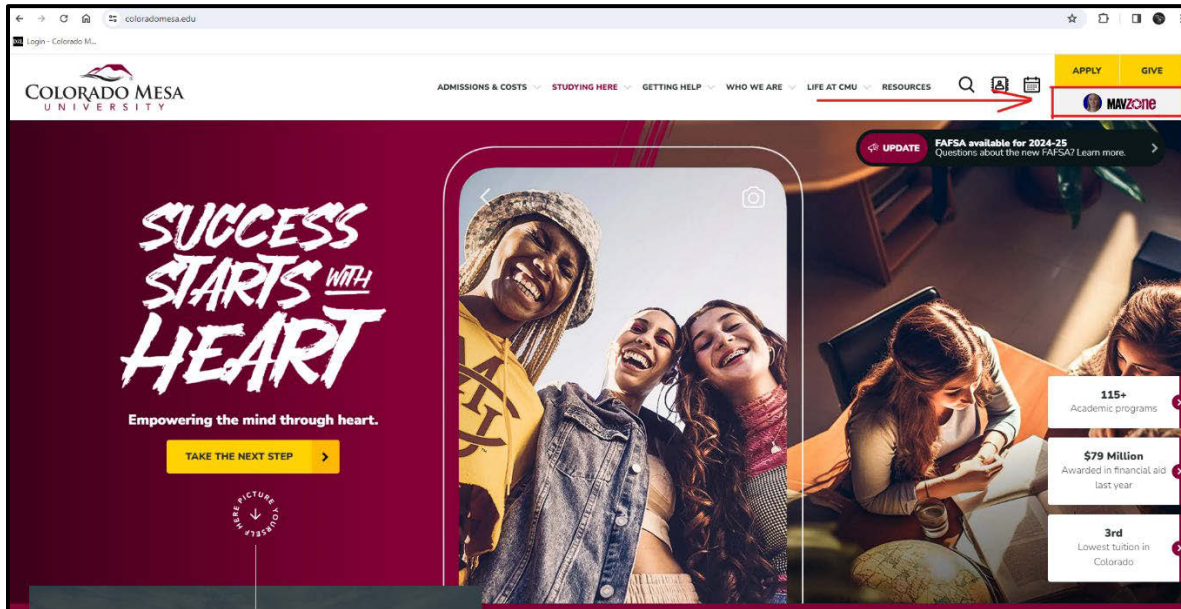 coloradomesa.edu
Login - Colorado M...
COLORADO MESA
UNIVERSITY
ADMISSIONS & COSTS
STUDYING HERE
GETTING HELP
WHO WE ARE
LIFE AT CMU
RESOURCES
APPLY
GIVE
MAVZONE
UPDATE
FAFSA available for 2024-25
Questions about the new FAFSA? Learn more.
SUCCESS
STARTS WITH
HEART
Empowering the mind through heart.
TAKE THE NEXT STEP
PICTURE YOURSELF HERE
115+
Academic programs
$79 Million
Awarded in financial aid
last year
3rd
Lowest tuition in
Colorado